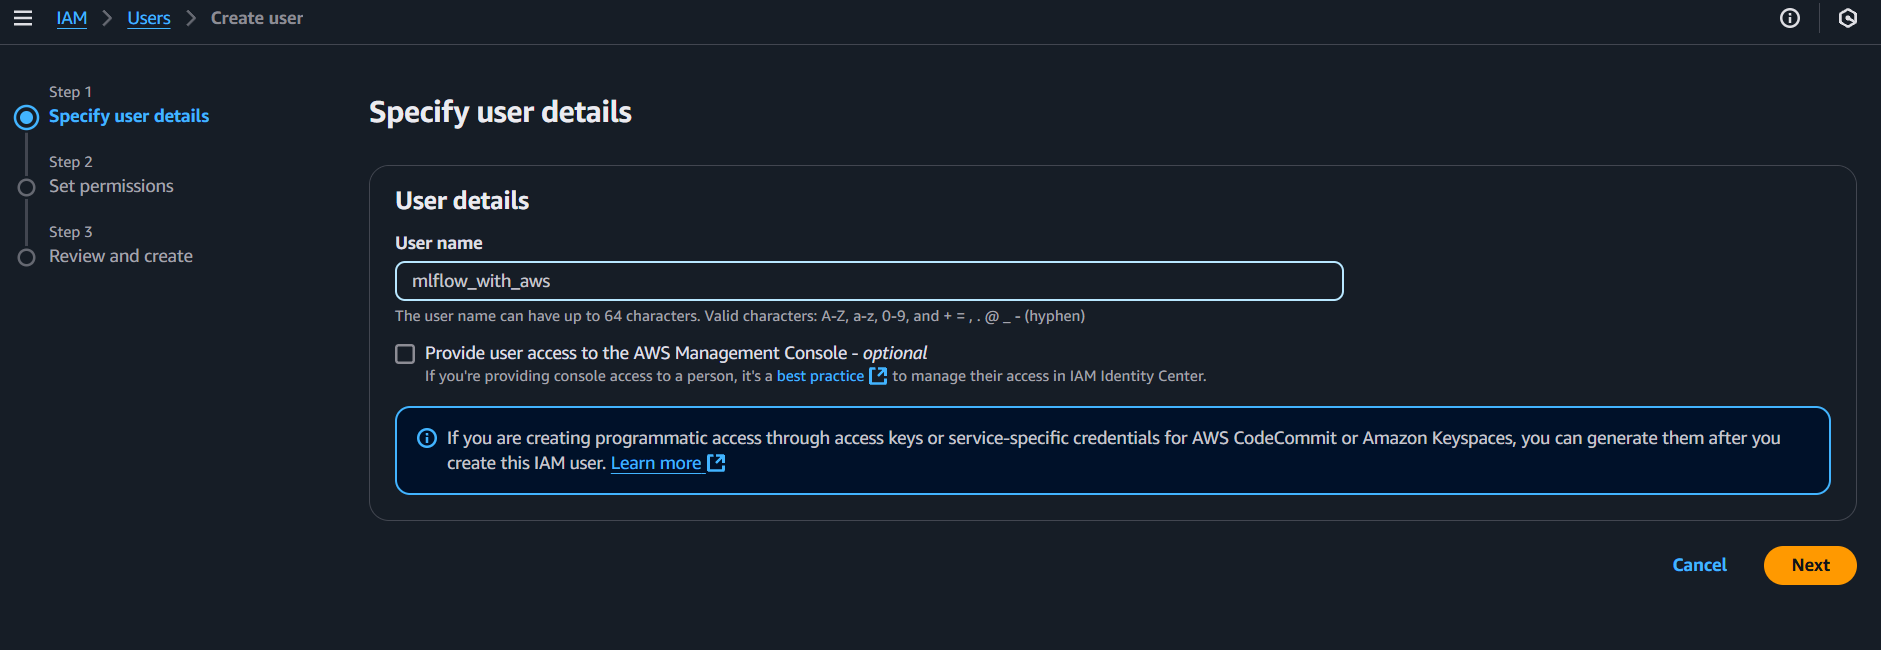 IAM > Users > Create user
Step 1
Specify user details
Step 2
Set permissions
Step 3
Review and create
Specify user details
User details
User name
mlflow_with_aws
The user name can have up to 64 characters. Valid characters: A-Z, a-z, 0-9, and + = , . @ _ - (hyphen)
Provide user access to the AWS Management Console - optional
If you're providing console access to a person, it's a best practice to manage their access in IAM Identity Center.
If you are creating programmatic access through access keys or service-specific credentials for AWS CodeCommit or Amazon Keyspaces, you can generate them after you
create this IAM user. Learn more
Cancel
Next